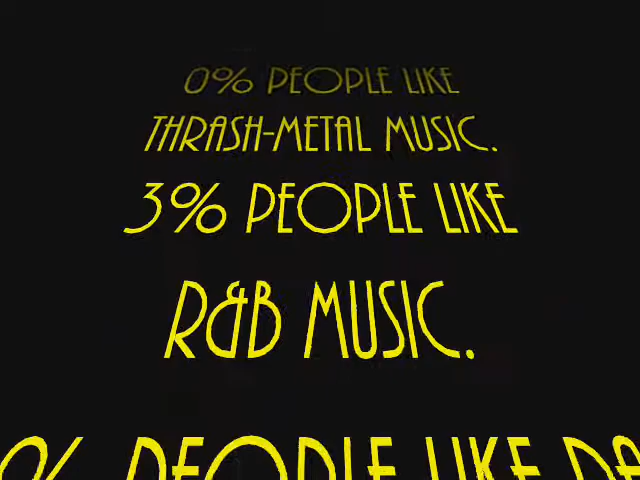 0% PEOPLE LIKE
THRASH-METAL MUSIC.
3% PEOPLE LIKE
R&B MUSIC.
% PEOPLE LIKE